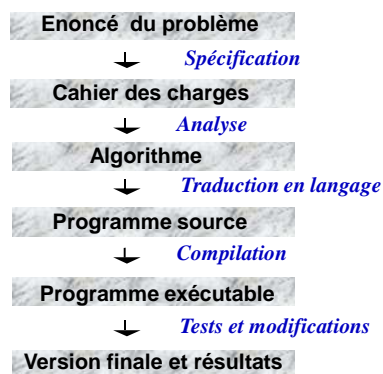 Enoncé du problème
Spécification
Cahier des charges
Analyse
Algorithme
Traduction en langage
Programme source
Compilation
Programme exécutable
Tests et modifications
Version finale et résultats